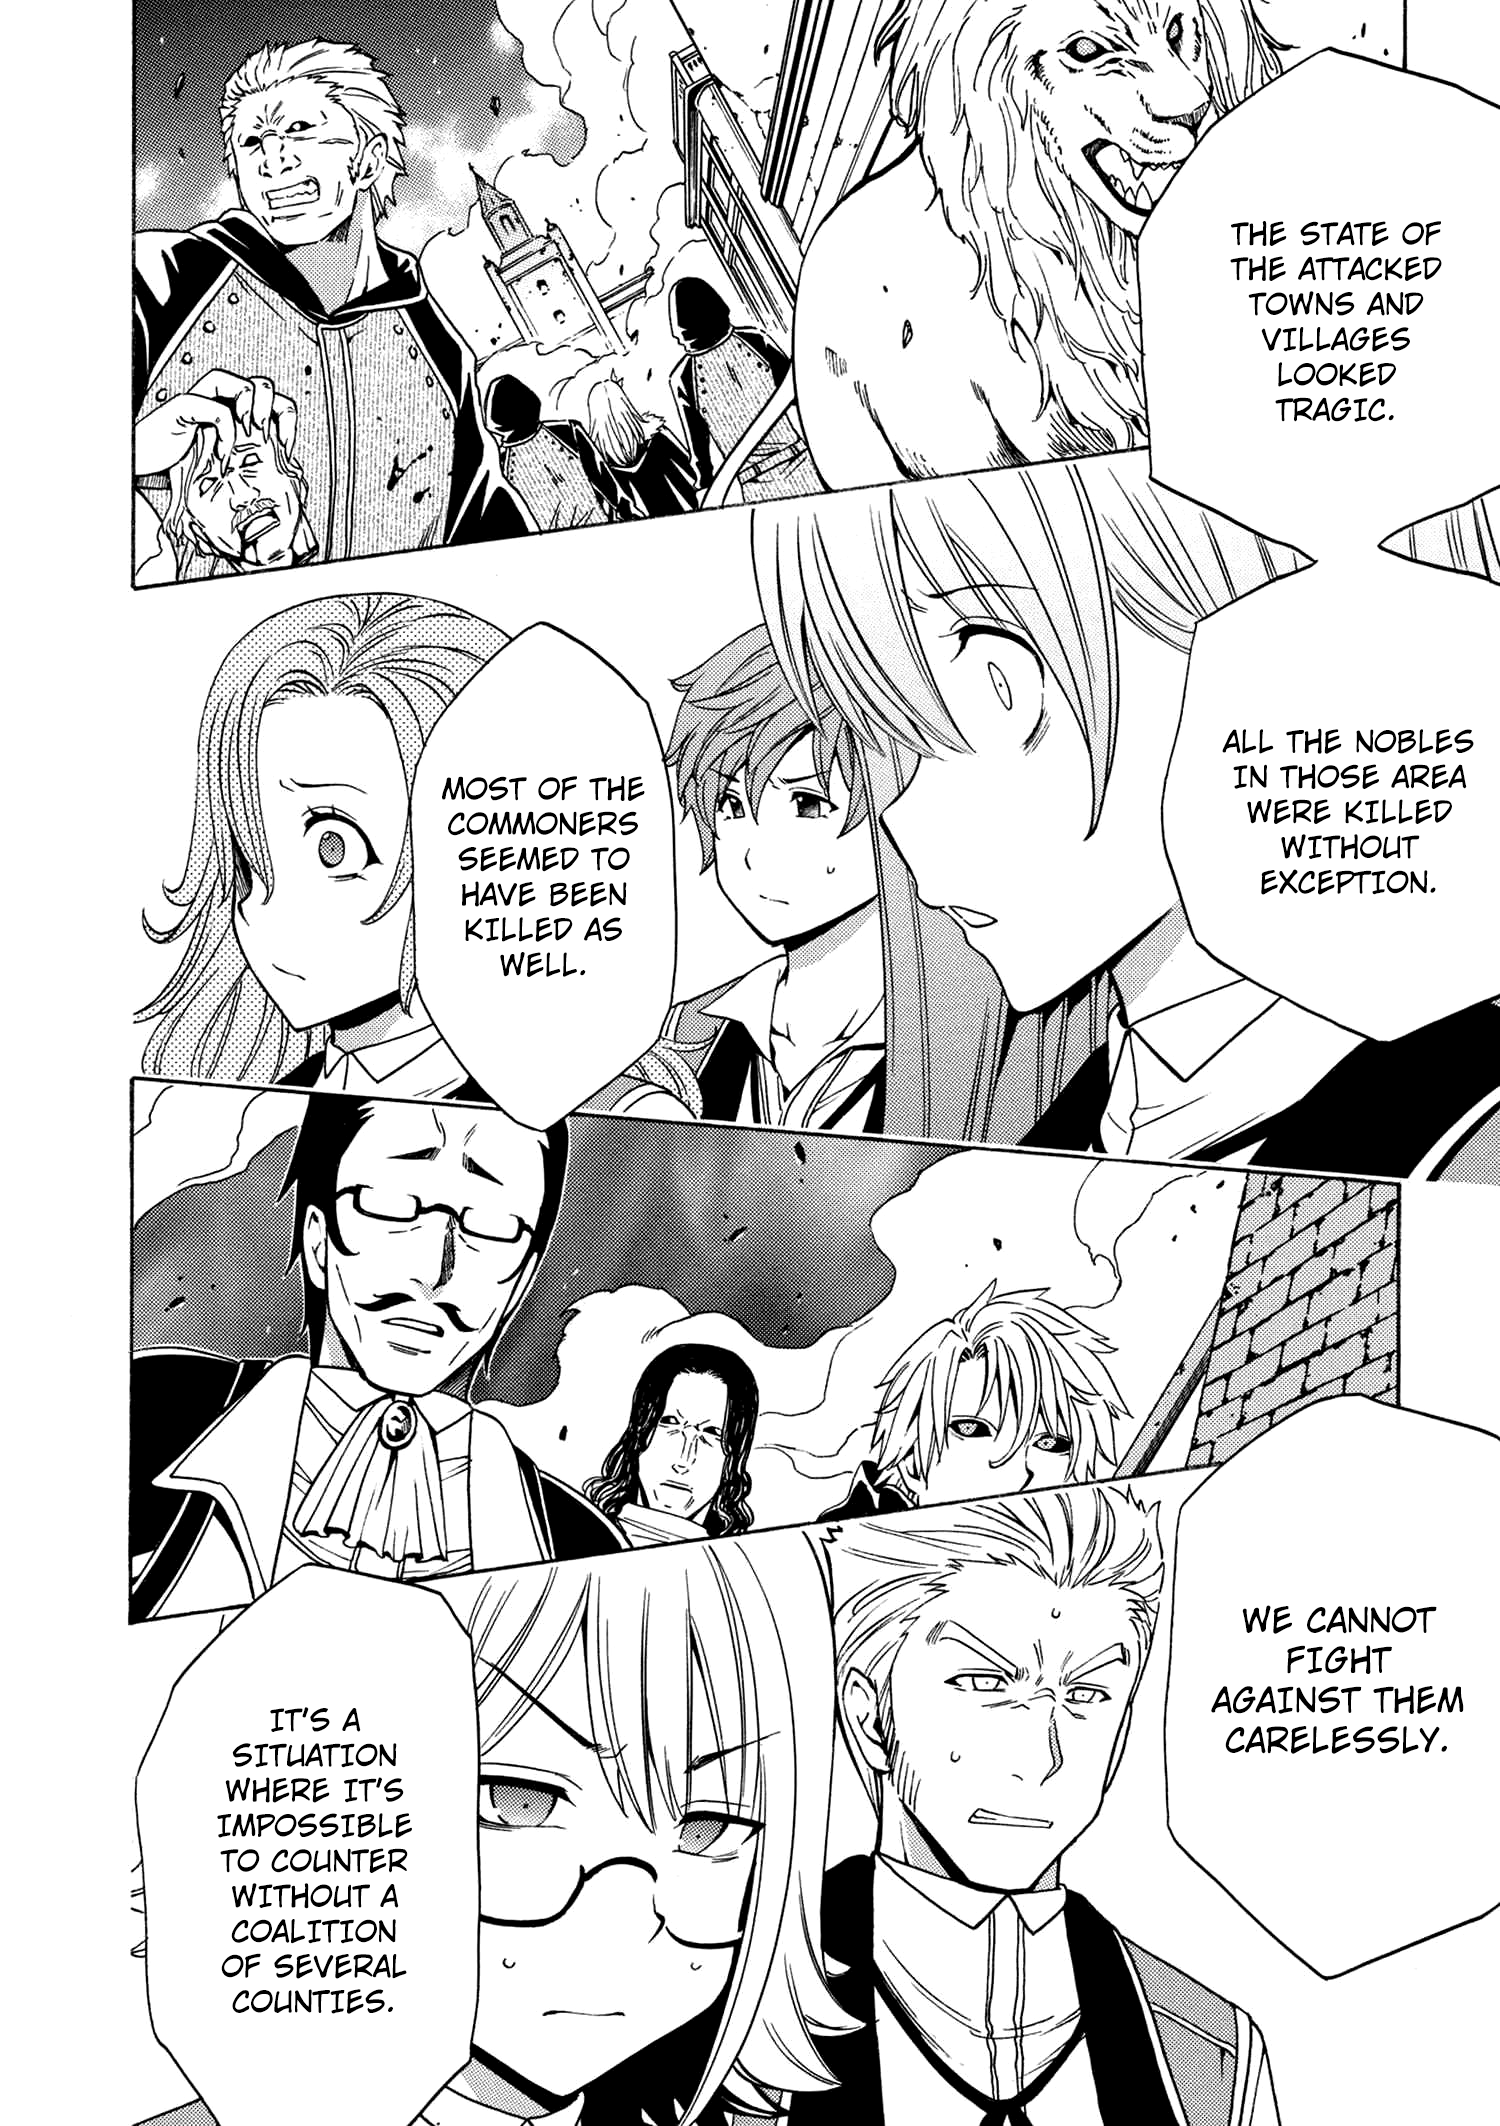 THE STATE OF
THE ATTACKED
TOWNS AND
VILLAGES
LOOKED
TRAGIC.
ALL THE NOBLES
IN THOSE AREA
WERE KILLED
WITHOUT
EXCEPTION.
MOST OF THE
COMMONERS
SEEMED TO
HAVE BEEN
KILLED AS
WELL.
WE CANNOT
FIGHT
AGAINST THEM
CARELESSLY.
IT'S A
SITUATION
WHERE IT'S
IMPOSSIBLE
TO COUNTER
WITHOUT A
COALITION
OF SEVERAL
COUNTIES.